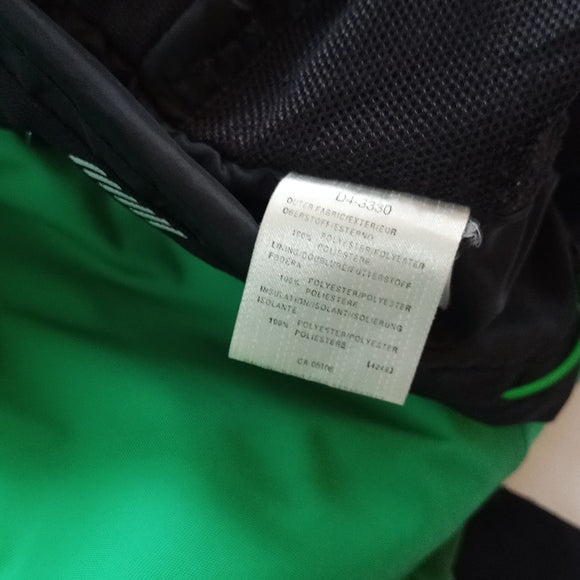 D4-3330
OUTER FABRIC/EXTERIEUR
OBERSTOFF/ESTERNO
100% POLYESTER/POLYESTER
LINING/DOUBLURE/FUTTERSTOFF
FODERA
100% POLYESTER/POLYESTER
POLIESTERE
INSULATION/ISOLANT/ISOLIERUNG
ISOLANTE
100% POLYESTER/POLYESTER
POLIESTERE
CA 05106